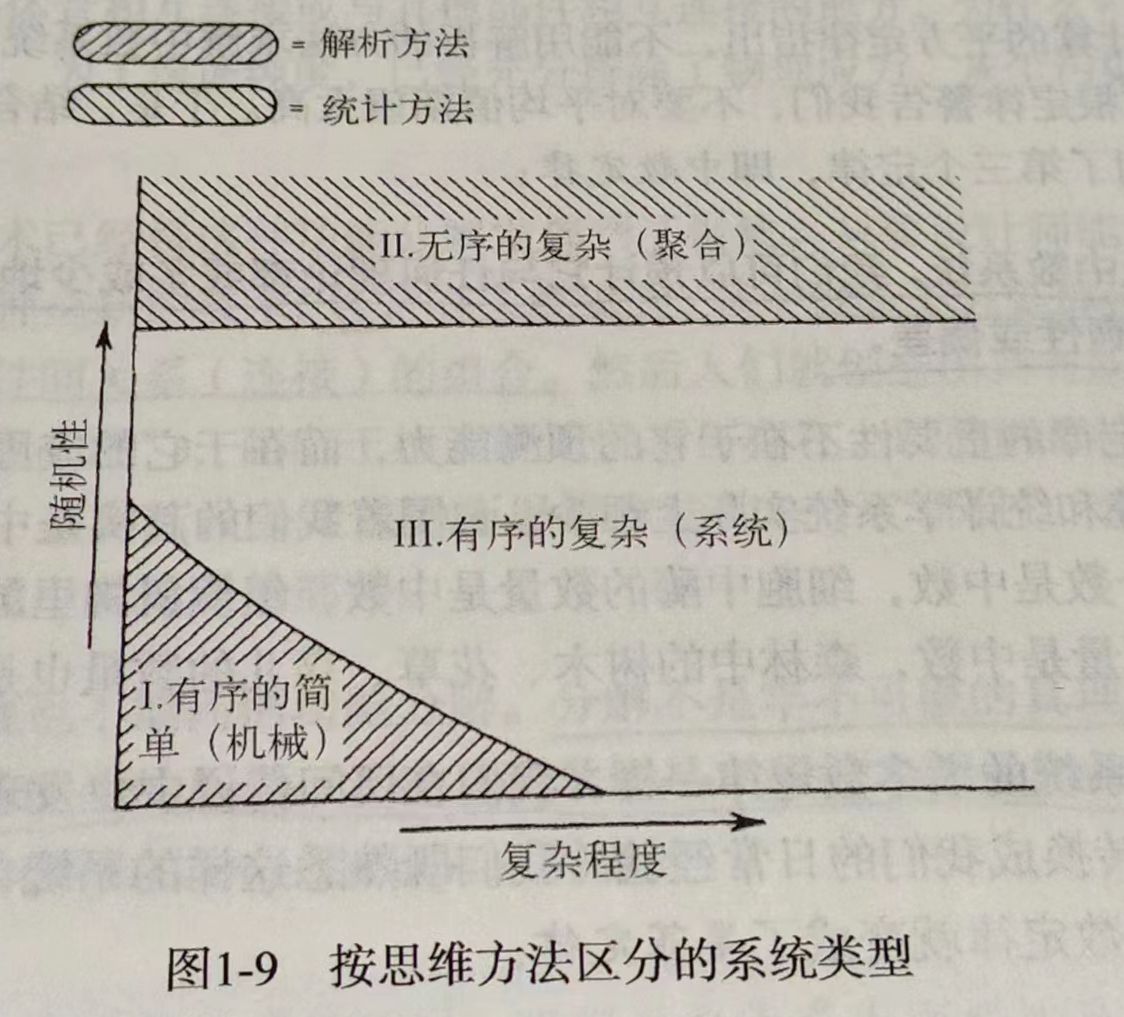 = 解析方法
= 统计方法
II.无序的复杂（聚合）
随机性
III.有序的复杂（系统）
I.有序的简
单（机械）
复杂程度
图1-9 按思维方法区分的系统类型